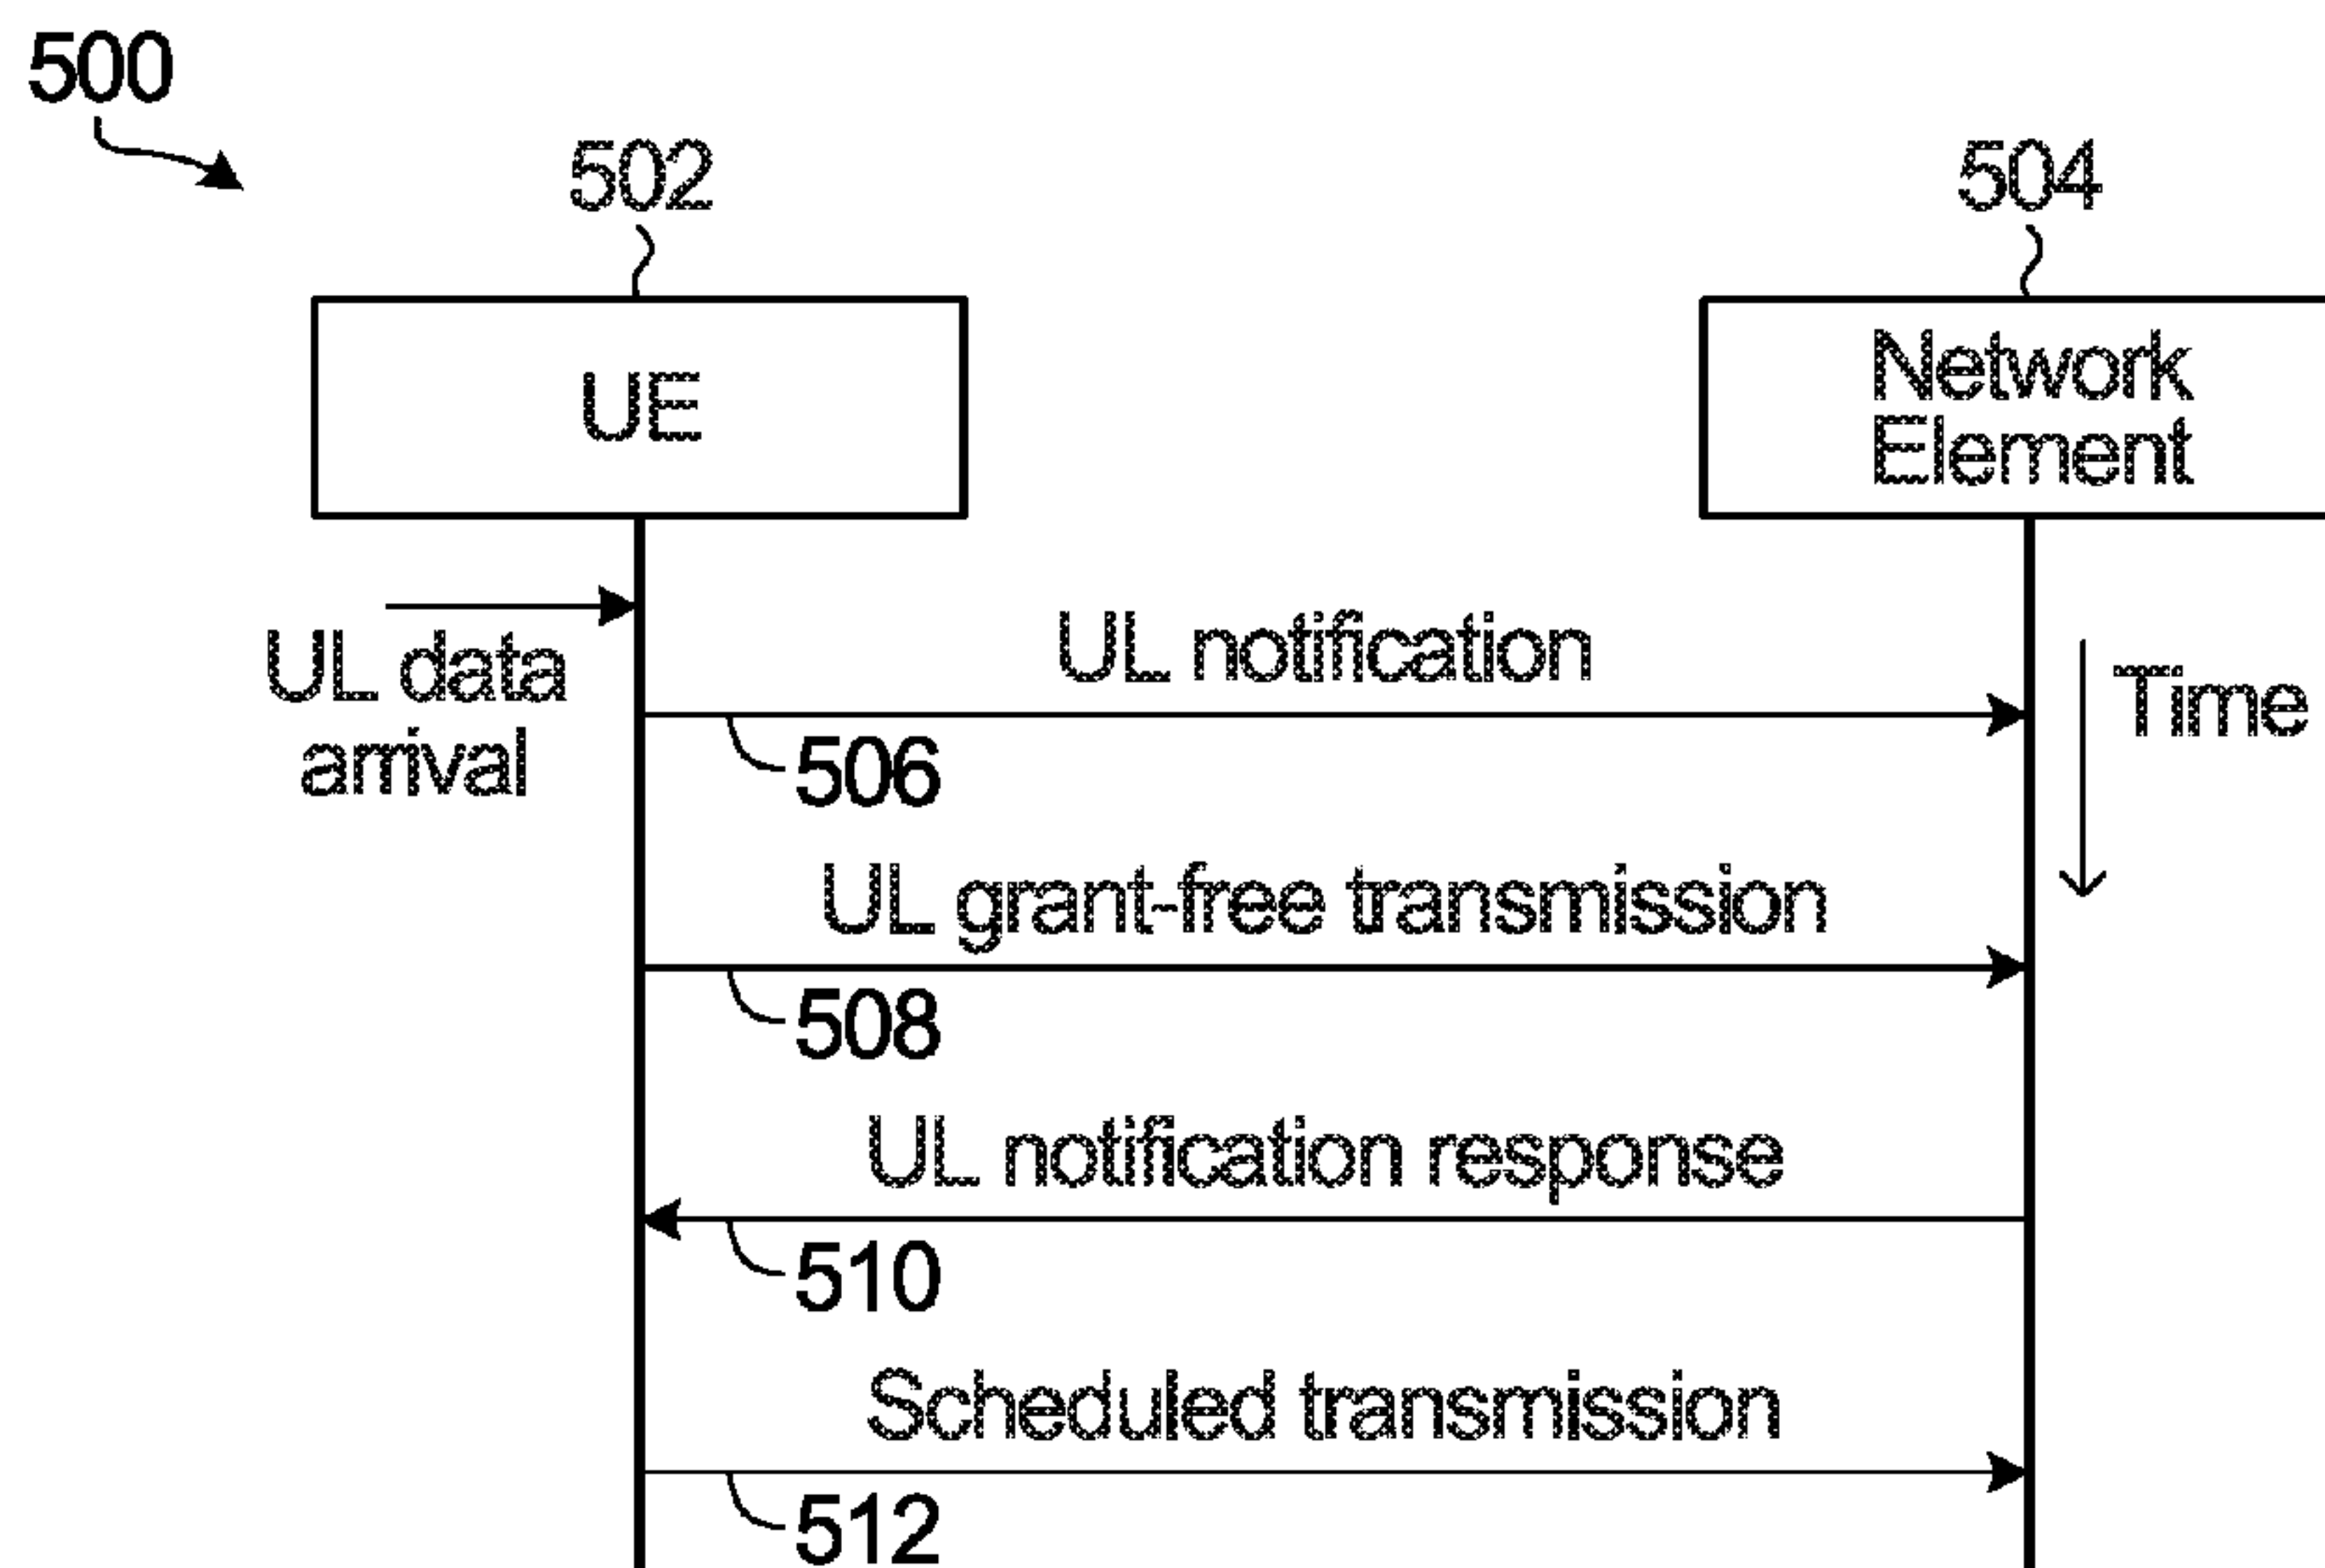 500
502
504
UE
Network
Element
UL data
arrival
UL notification
Time
506
UL grant-free transmission
508
UL notification response
510
Scheduled transmission
512